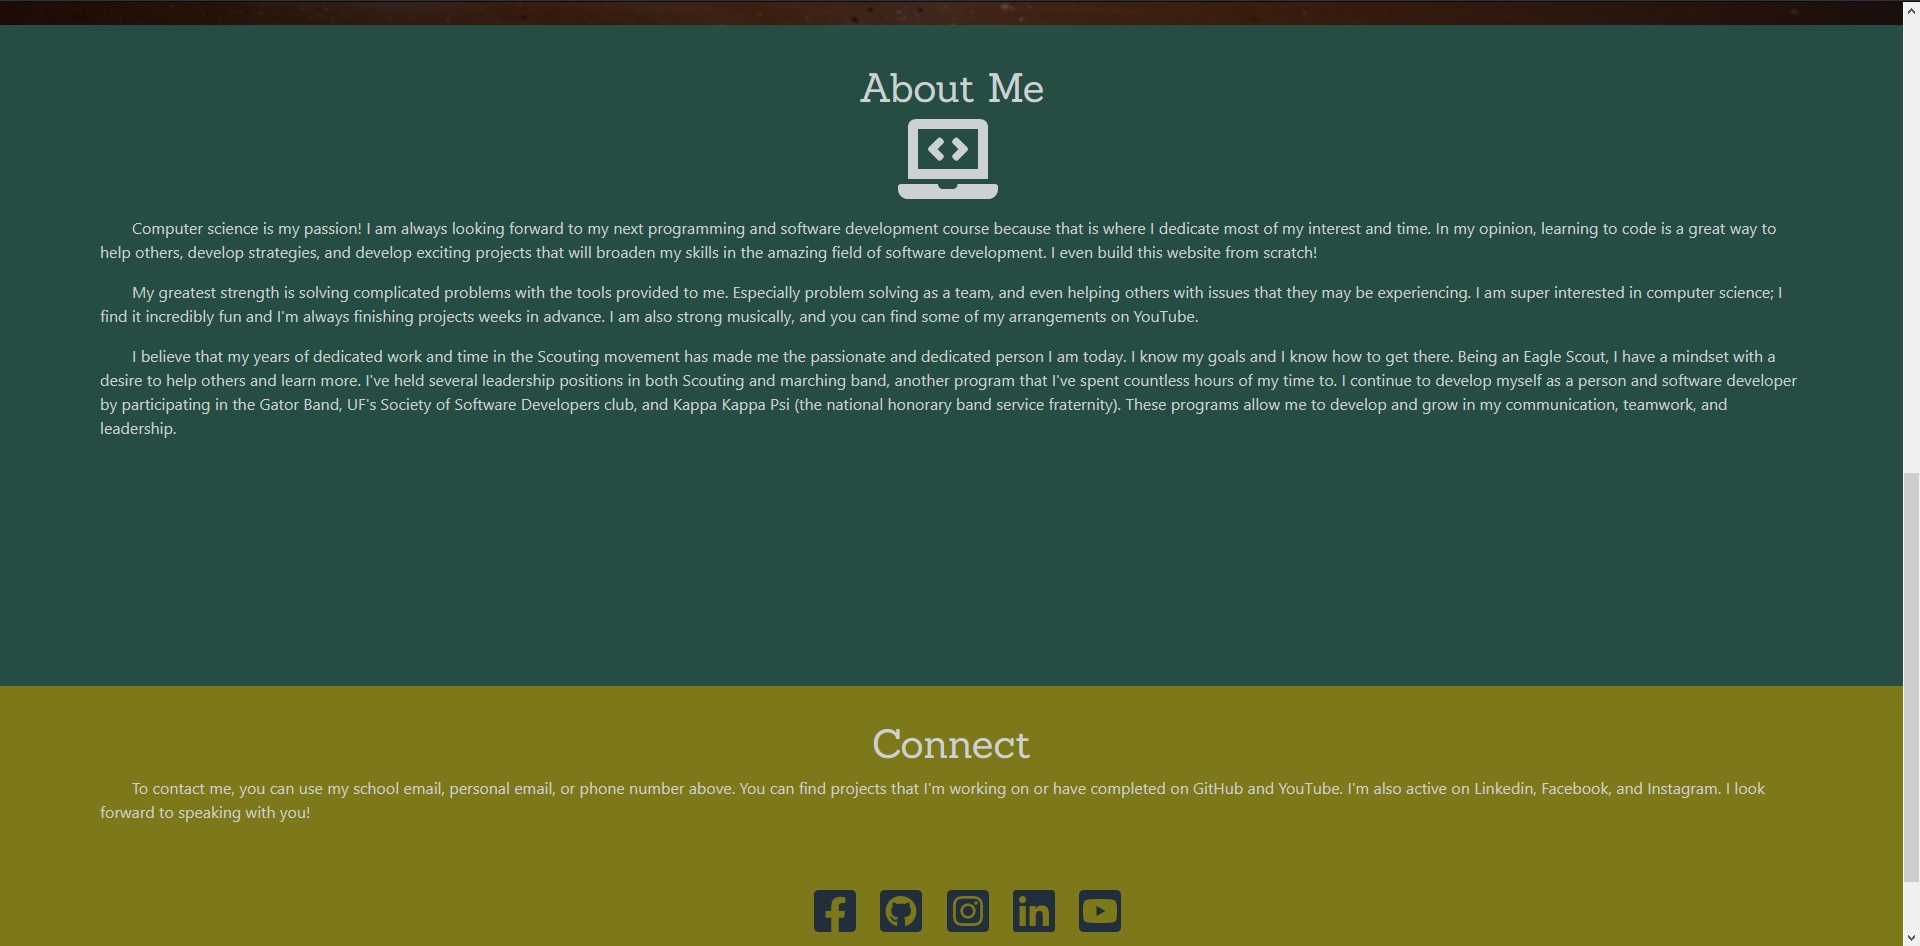 About Me
Computer science is my passion! I am always looking forward to my next programming and software development course because that is where I dedicate most of my interest and time. In my opinion, learning to code is a great way to
help others, develop strategies, and develop exciting projects that will broaden my skills in the amazing field of software development. I even build this website from scratch!
My greatest strength is solving complicated problems with the tools provided to me. Especially problem solving as a team, and even helping others with issues that they may be experiencing. I am super interested in computer science; I
find it incredibly fun and I'm always finishing projects weeks in advance. I am also strong musically, and you can find some of my arrangements on YouTube.
I believe that my years of dedicated work and time in the Scouting movement has made me the passionate and dedicated person I am today. I know my goals and I know how to get there. Being an Eagle Scout, I have a mindset with a
desire to help others and learn more. I've held several leadership positions in both Scouting and marching band, another program that I've spent countless hours of my time to. I continue to develop myself as a person and software developer
by participating in the Gator Band, UF's Society of Software Developers club, and Kappa Kappa Psi (the national honorary band service fraternity). These programs allow me to develop and grow in my communication, teamwork, and
leadership.
Connect
To contact me, you can use my school email, personal email, or phone number above. You can find projects that I'm working on or have completed on GitHub and YouTube. I'm also active on Linkedin, Facebook, and Instagram. I look
forward to speaking with you!